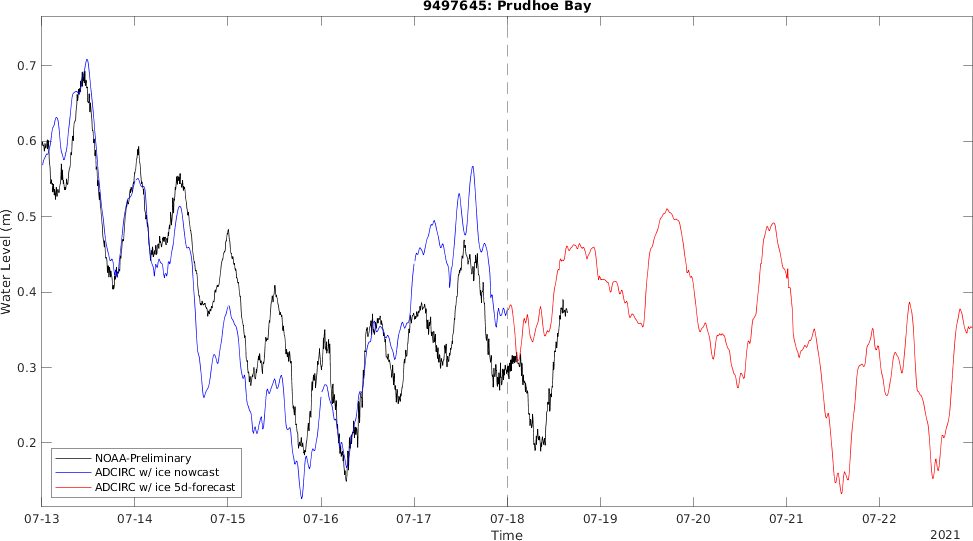 9497645: Prudhoe Bay
Water Level (m)
0.7
0.6
0.5
0.4
0.3
0.2
NOAA-Preliminary
ADCIRC w/ ice nowcast
ADCIRC w/ ice 5d-forecast
07-13 07-14 07-15 07-16 07-17 07-18 07-19 07-20 07-21 07-22
Time
2021